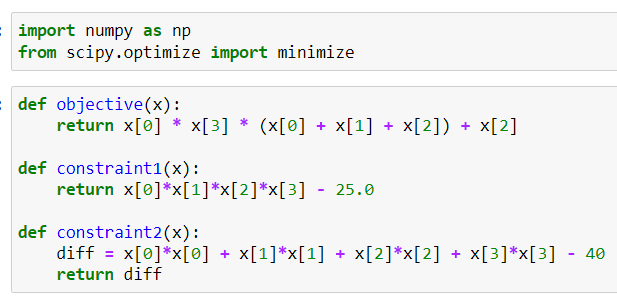 import numpy as np
from scipy.optimize import minimize
def objective(x):
    return x[0] * x[3] * (x[0] + x[1] + x[2]) + x[2]
def constraint1(x):
    return x[0]*x[1]*x[2]*x[3] - 25.0
def constraint2(x):
    diff = x[0]*x[0] + x[1]*x[1] + x[2]*x[2] + x[3]*x[3] - 40
    return diff